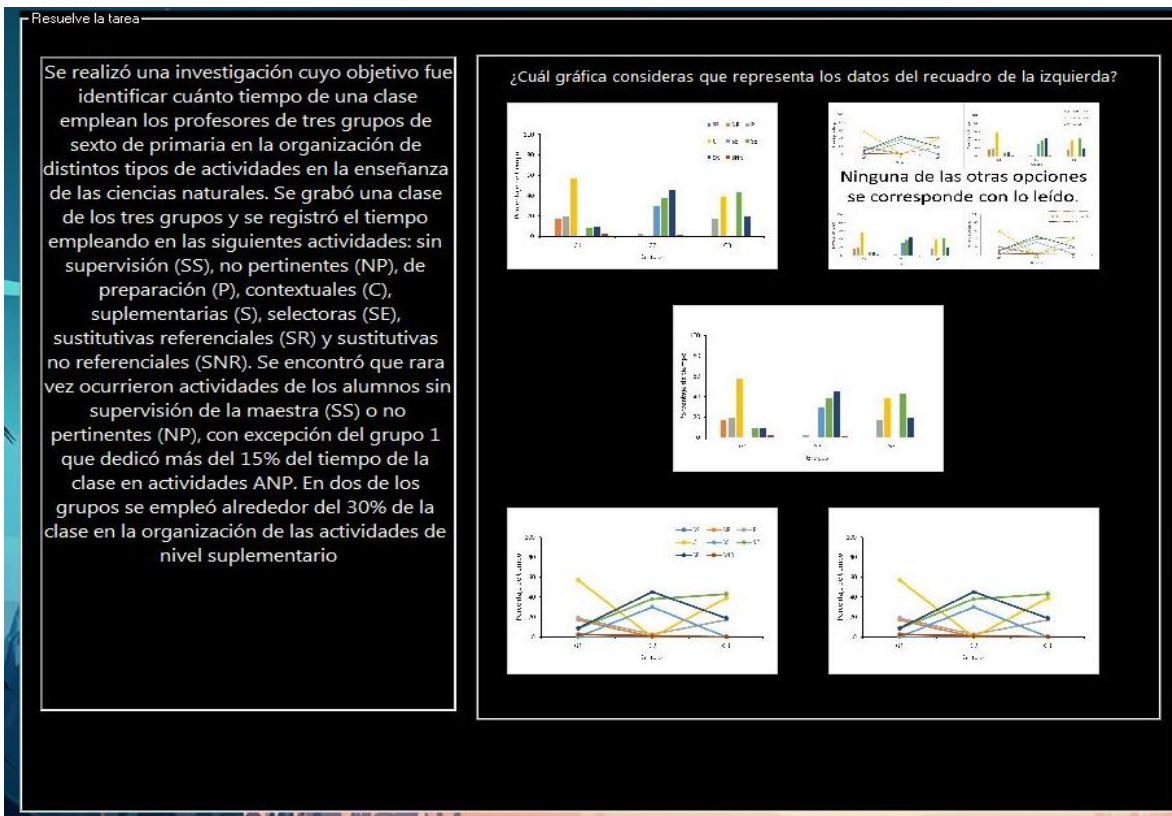 Resuelve la tarea
Se realizó una investigación cuyo objetivo fue
identificar cuánto tiempo de una clase
emplean los profesores de tres grupos de
sexto de primaria en la organización de
distintos tipos de actividades en la enseñanza
de las ciencias naturales. Se grabó una clase
de los tres grupos y se registró el tiempo
empleando en las siguientes actividades: sin
supervisión (SS), no pertinentes (NP), de
preparación (P), contextuales (C),
suplementarias (S), selectoras (SE),
sustitutivas referenciales (SR) y sustitutivas
no referenciales (SNR). Se encontró que rara
vez ocurrieron actividades de los alumnos sin
supervisión de la maestra (SS) o no
pertinentes (NP), con excepción del grupo 1
que dedicó más del 15% del tiempo de la
clase en actividades ANP. En dos de los
grupos se empleó alrededor del 30% de la
clase en la organización de las actividades de
nivel suplementario
¿Cuál gráfica consideras que representa los datos del recuadro de la izquierda?
Porcentaje de tiempo
Ninguna de las otras opciones
se corresponde con lo leído.
Porcentaje de tiempo